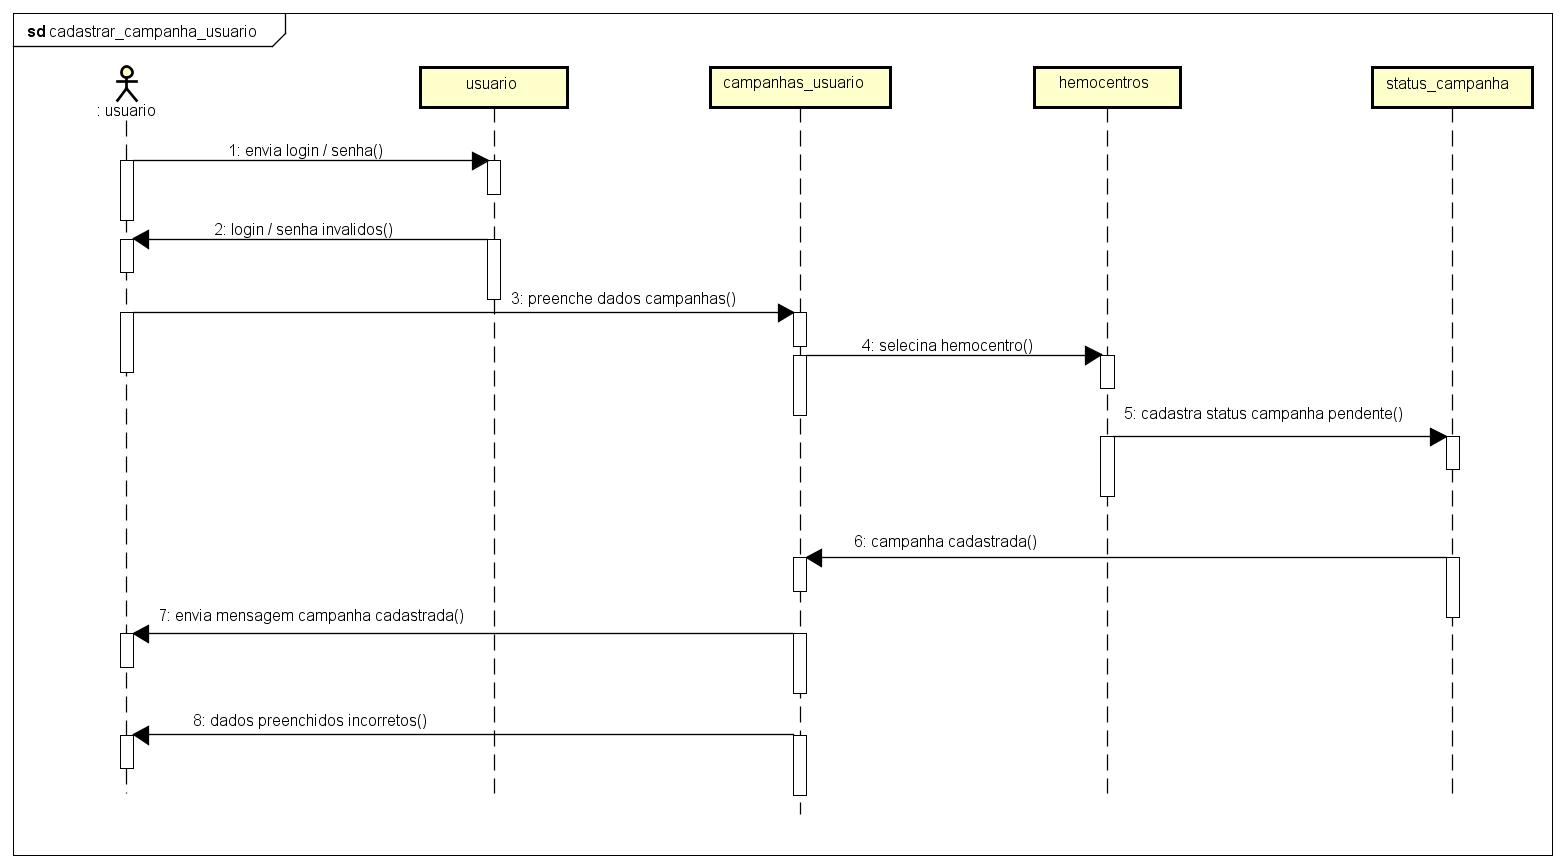 sd cadastrar_campanha_usuario
: usuario
usuario
campanhas_usuario
hemocentros
status_campanha
1: envia login / senha()
2: login / senha invalidos()
3: preenche dados campanhas()
4: selecina hemocentro()
5: cadastra status campanha pendente()
6: campanha cadastrada()
7: envia mensagem campanha cadastrada()
8: dados preenchidos incorretos()